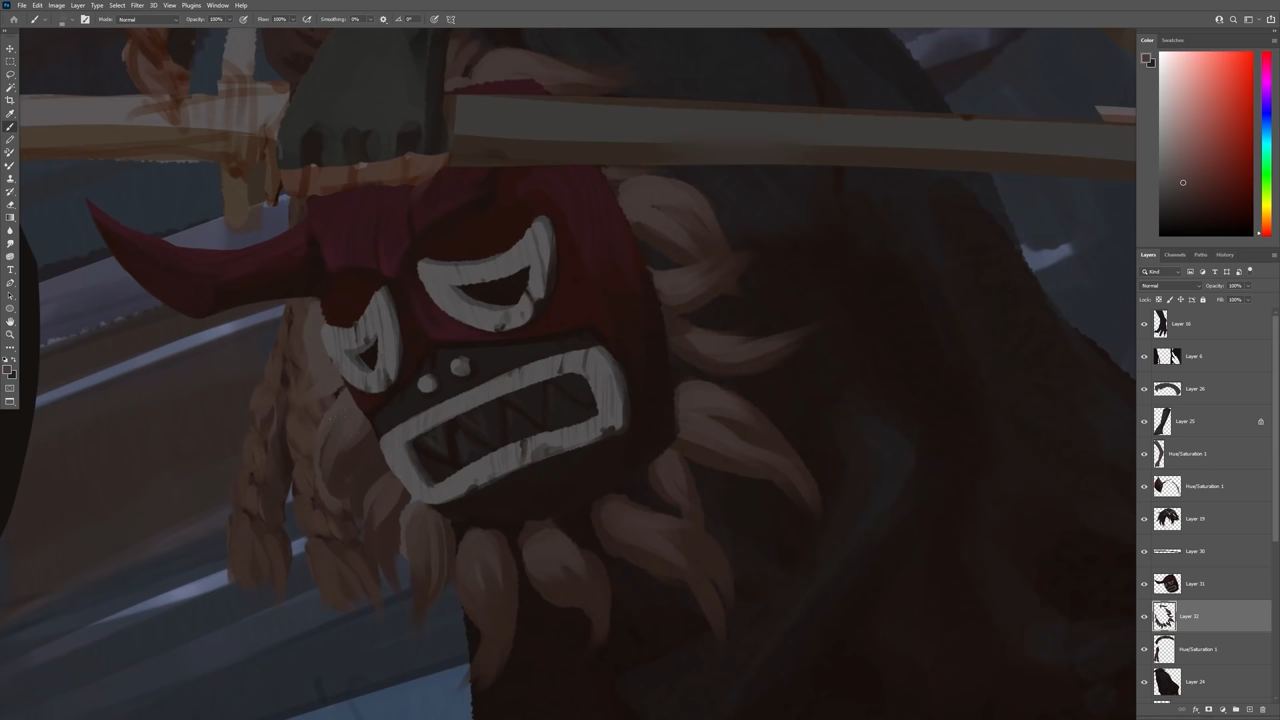 File Edit Image Layer Type Select Filter 3D View Plugins Window Help
Mode: Normal Opacity: 100% Flow: 100% Smoothing: 0% 0°
Color Swatches
Layers Channels Paths History
Kind
Normal Opacity: 100%
Lock: Fill: 100%
Layer 16
Layer 6
Layer 26
Layer 25
Hue/Saturation 1
Hue/Saturation 1
Layer 19
Layer 30
Layer 31
Layer 32
Hue/Saturation 1
Layer 24